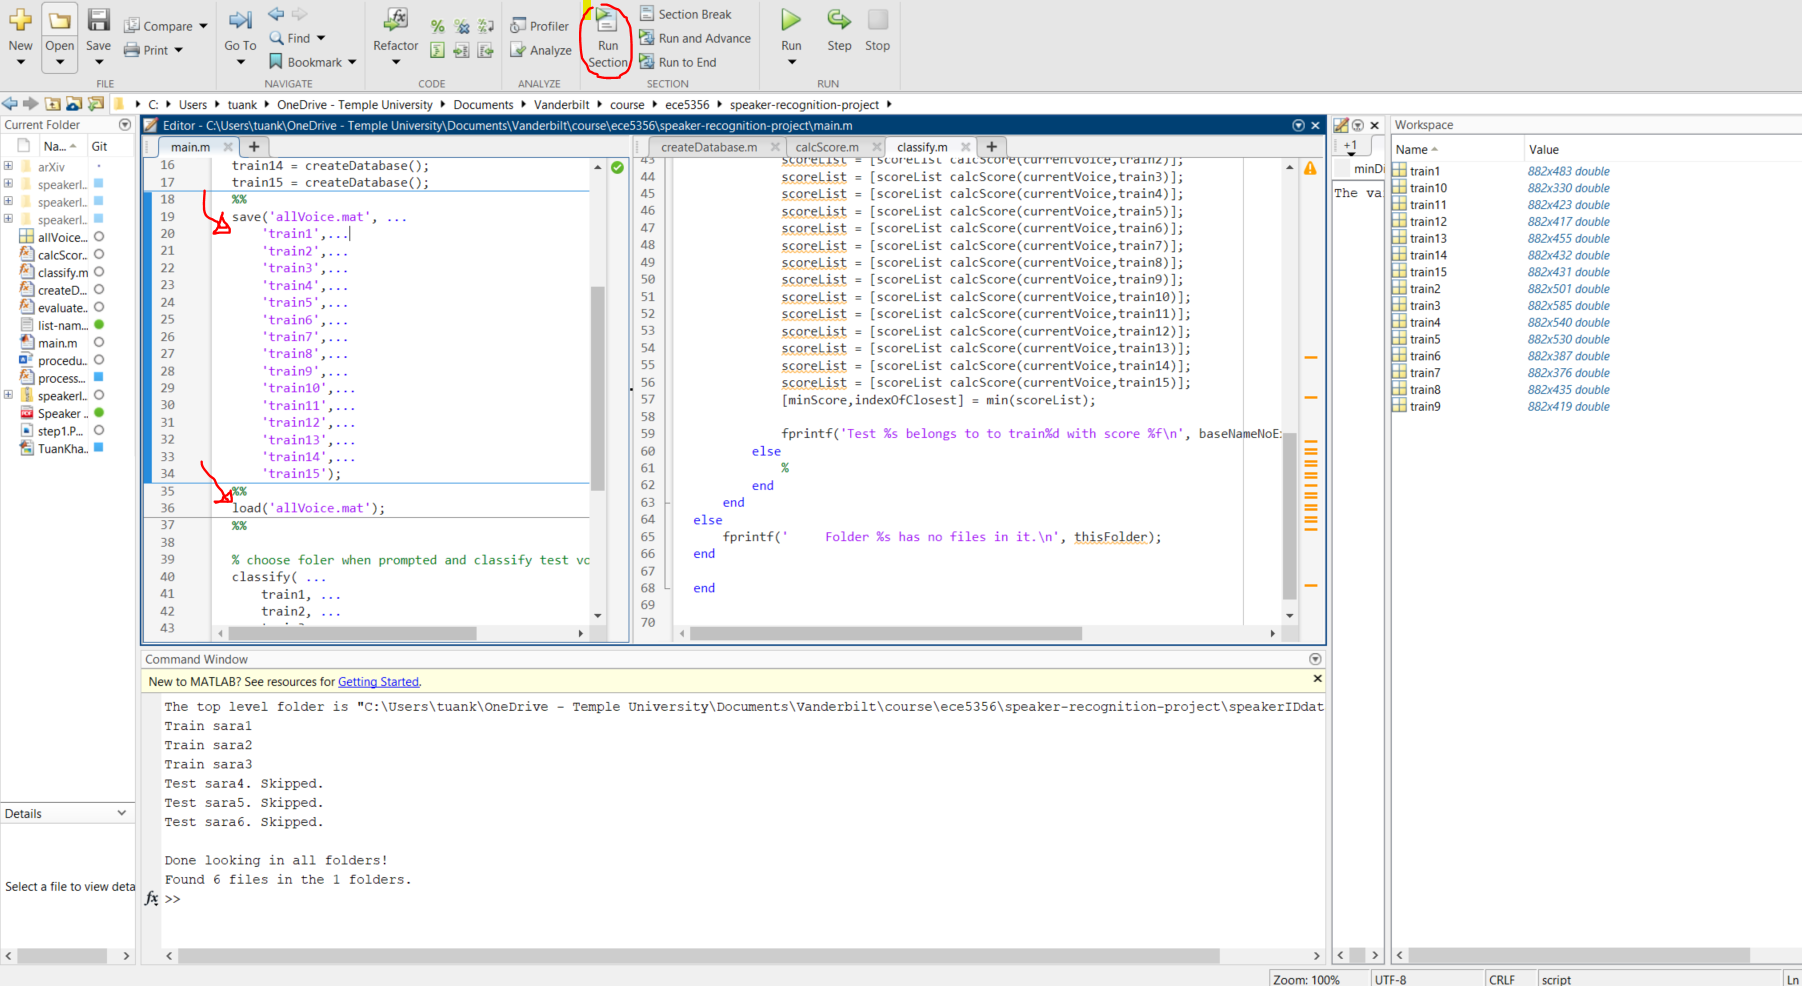 New
Open
Save
Compare
Print
FILE
Go To
Find
Bookmark
NAVIGATE
Refactor
CODE
Profiler
Analyze
ANALYZE
Run
Section
Section Break
Run and Advance
Run to End
SECTION
Run
Step
Stop
RUN
C: Users tuank OneDrive - Temple University Documents Vanderbilt course ece5356 speaker-recognition-project
Current Folder
Na... Git
arXiv
speakerI...
speakerI...
speakerI...
allVoice...
calcScor...
classify.m
createD...
evaluate...
list-nam...
main.m
procedu...
process...
speakerI...
Speaker ...
step1.P...
TuanKha...
Details
Select a file to view deta
Editor - C:\Users\tuank\OneDrive - Temple University\Documents\Vanderbilt\course\ece5356\speaker-recognition-project\main.m
main.m
16 train14 = createDatabase();
17 train15 = createDatabase();
18 %%
19 save('allVoice.mat', ...
20 'train1',...
21 'train2',...
22 'train3',...
23 'train4',...
24 'train5',...
25 'train6',...
26 'train7',...
27 'train8',...
28 'train9',...
29 'train10',...
30 'train11',...
31 'train12',...
32 'train13',...
33 'train14',...
34 'train15');
35 %%
36 load('allVoice.mat');
37 %%
38
39 % choose foler when prompted and classify test vo
40 classify( ...
41 train1, ...
42 train2, ...
43
createDatabase.m calcScore.m classify.m
43 scoreList = [scoreList calcScore(currentVoice,train2)];
44 scoreList = [scoreList calcScore(currentVoice,train3)];
45 scoreList = [scoreList calcScore(currentVoice,train4)];
46 scoreList = [scoreList calcScore(currentVoice,train5)];
47 scoreList = [scoreList calcScore(currentVoice,train6)];
48 scoreList = [scoreList calcScore(currentVoice,train7)];
49 scoreList = [scoreList calcScore(currentVoice,train8)];
50 scoreList = [scoreList calcScore(currentVoice,train9)];
51 scoreList = [scoreList calcScore(currentVoice,train10)];
52 scoreList = [scoreList calcScore(currentVoice,train11)];
53 scoreList = [scoreList calcScore(currentVoice,train12)];
54 scoreList = [scoreList calcScore(currentVoice,train13)];
55 scoreList = [scoreList calcScore(currentVoice,train14)];
56 scoreList = [scoreList calcScore(currentVoice,train15)];
57 [minScore,indexOfClosest] = min(scoreList);
58
59 fprintf('Test %s belongs to to train%d with score %f\n', baseNameNoEx
60 else
61 %
62 end
63 end
64 else
65 fprintf(' Folder %s has no files in it.\n', thisFolder);
66 end
67
68 end
69
70
+1
minDi
The va
Workspace
Name Value
train1 882x483 double
train10 882x330 double
train11 882x423 double
train12 882x417 double
train13 882x455 double
train14 882x432 double
train15 882x431 double
train2 882x501 double
train3 882x585 double
train4 882x540 double
train5 882x530 double
train6 882x387 double
train7 882x376 double
train8 882x435 double
train9 882x419 double
Command Window
New to MATLAB? See resources for Getting Started.
The top level folder is "C:\Users\tuank\OneDrive - Temple University\Documents\Vanderbilt\course\ece5356\speaker-recognition-project\speakerIDdat
Train sara1
Train sara2
Train sara3
Test sara4. Skipped.
Test sara5. Skipped.
Test sara6. Skipped.
Done looking in all folders!
Found 6 files in the 1 folders.
fx >>
Zoom: 100% UTF-8 CRLF script Ln